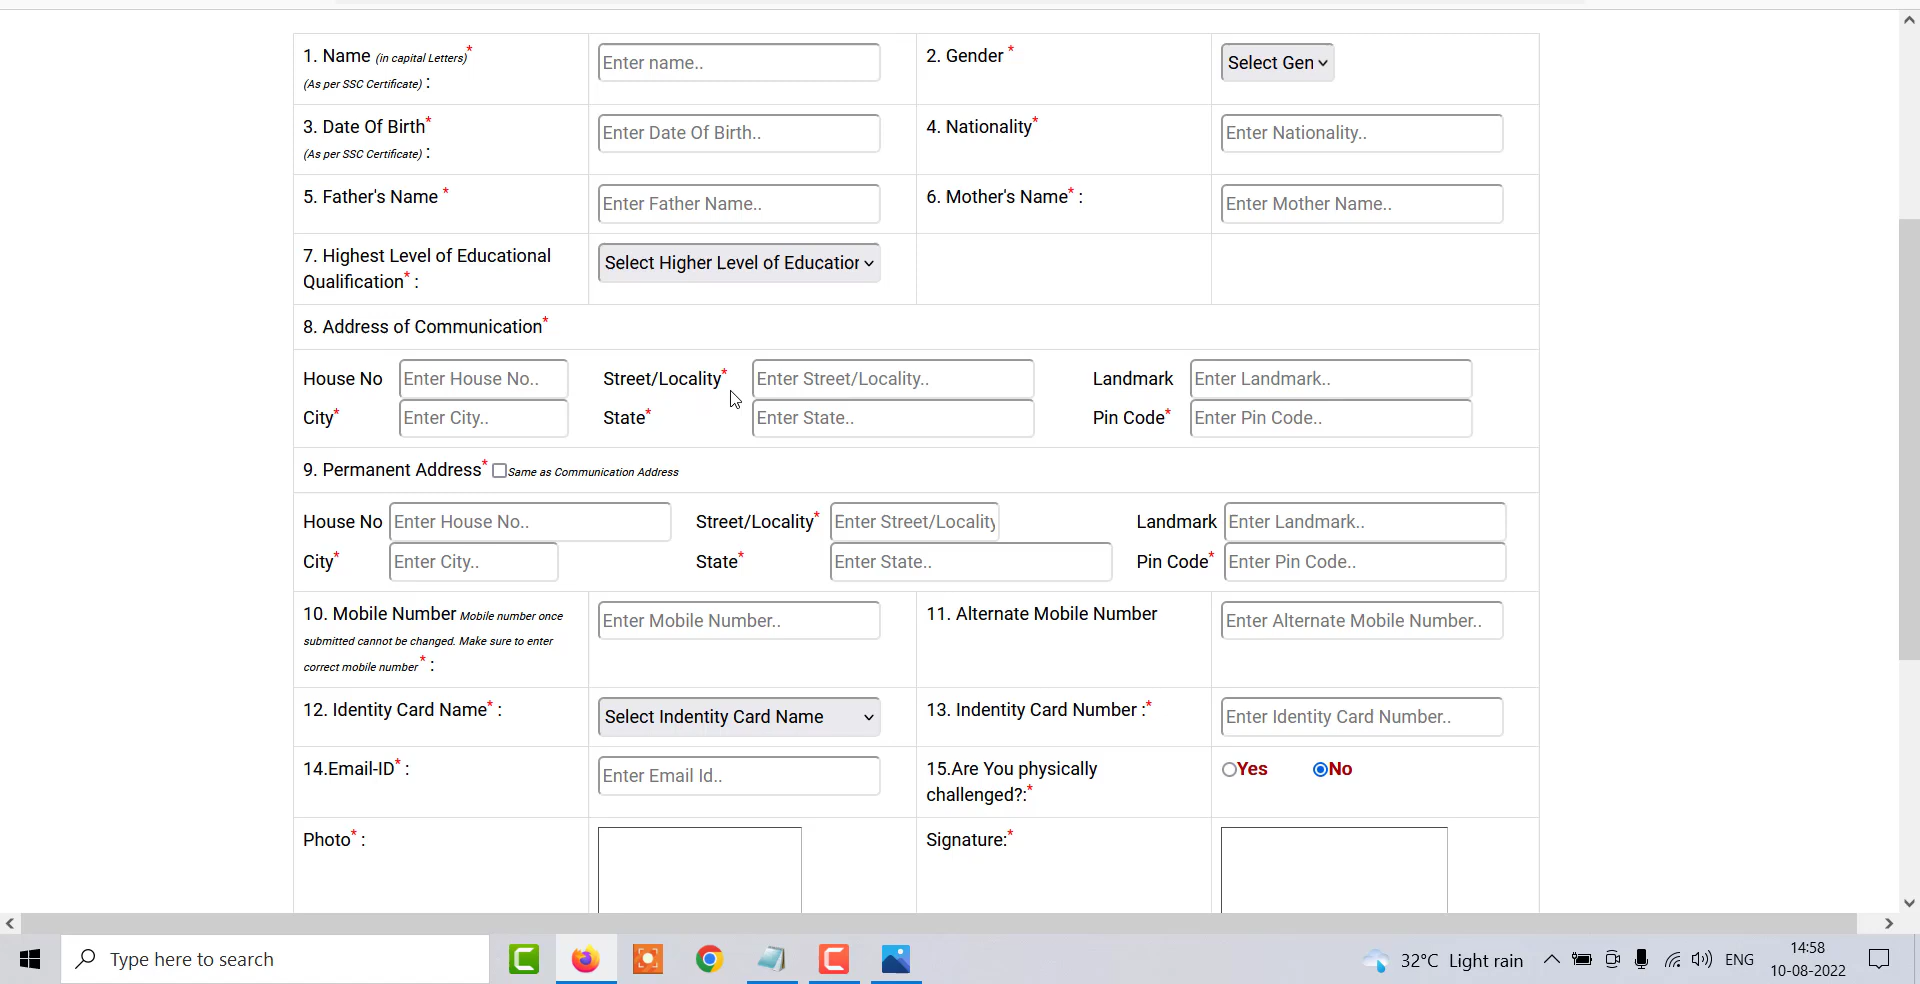 1. Name (in capital Letters)*
(As per SSC Certificate) :
Enter name..
2. Gender *
Select Gen
3. Date Of Birth*
(As per SSC Certificate) :
Enter Date Of Birth..
4. Nationality*
Enter Nationality..
5. Father's Name *
Enter Father Name..
6. Mother's Name* :
Enter Mother Name..
7. Highest Level of Educational
Qualification* :
Select Higher Level of Education
8. Address of Communication*
House No Enter House No.. Street/Locality* Enter Street/Locality.. Landmark Enter Landmark..
City* Enter City.. State* Enter State.. Pin Code* Enter Pin Code..
9. Permanent Address* Same as Communication Address
House No Enter House No.. Street/Locality* Enter Street/Locality Landmark Enter Landmark..
City* Enter City.. State* Enter State.. Pin Code* Enter Pin Code..
10. Mobile Number Mobile number once
submitted cannot be changed. Make sure to enter
correct mobile number* :
Enter Mobile Number..
11. Alternate Mobile Number
Enter Alternate Mobile Number..
12. Identity Card Name* :
Select Indentity Card Name
13. Indentity Card Number :*
Enter Identity Card Number..
14.Email-ID* :
Enter Email Id..
15.Are You physically
challenged?:*
Yes No
Photo* :
Signature:*
Type here to search
32°C Light rain
ENG
14:58
10-08-2022